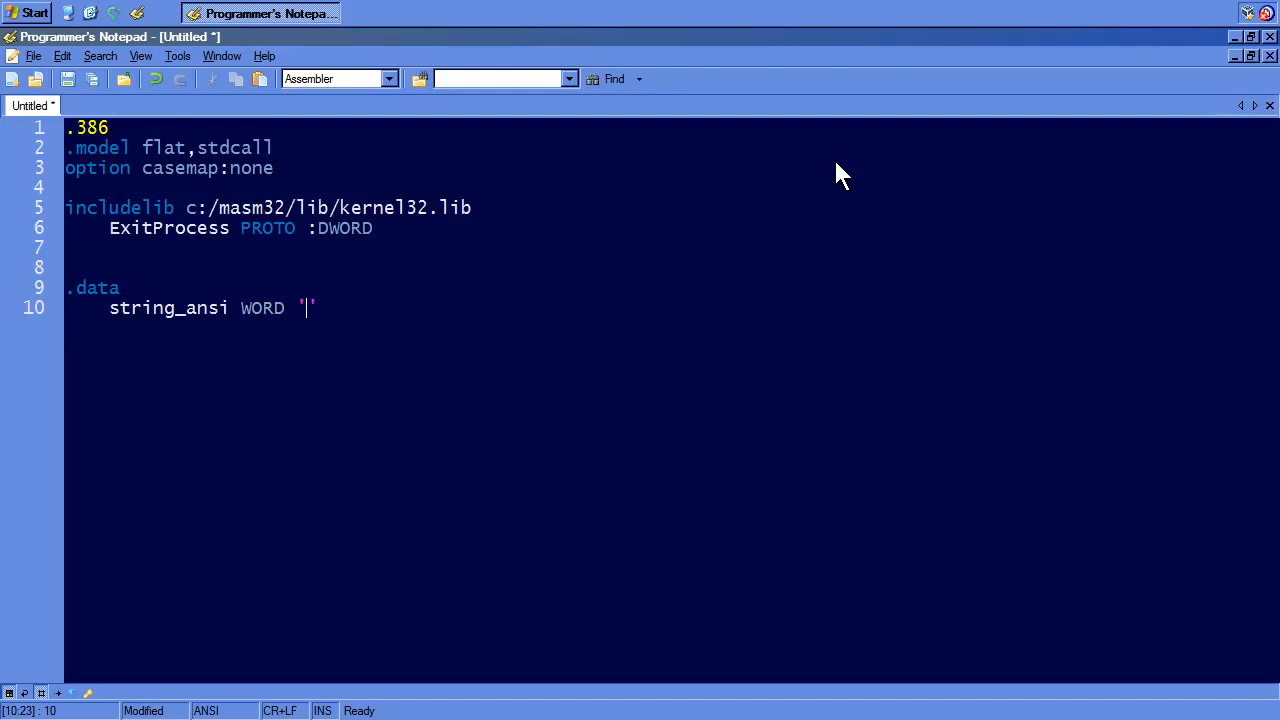 Start
Programmer's Notepa...
Programmer's Notepad - [Untitled *]
File Edit Search View Tools Window Help
Assembler
Find
Untitled *
1 .386
2 .model flat,stdcall
3 option casemap:none
4
5 includelib c:/masm32/lib/kernel32.lib
6 ExitProcess PROTO :DWORD
7
8
9 .data
10 string_ansi WORD ''
[10:23] : 10 Modified ANSI CR+LF INS Ready